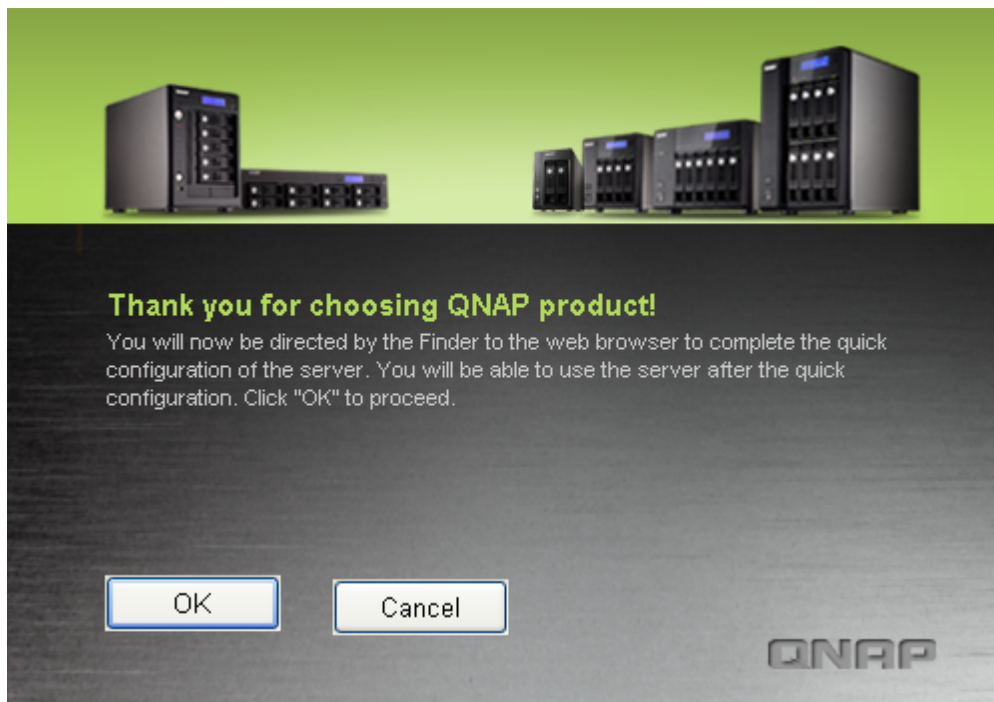 Thank you for choosing QNAP product!
You will now be directed by the Finder to the web browser to complete the quick
configuration of the server. You will be able to use the server after the quick
configuration. Click "OK" to proceed.
OK
Cancel
QNAP